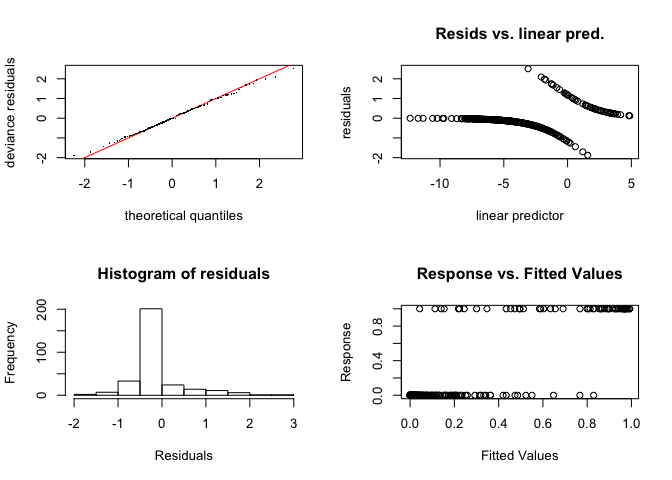 deviance residuals
-2 0 1 2
-2 -1 0 1 2
theoretical quantiles
Resids vs. linear pred.
residuals
-2 0 1 2
-10 -5 0 5
linear predictor
Histogram of residuals
Frequency
0 100 200
-2 -1 0 1 2 3
Residuals
Response vs. Fitted Values
Response
0.0 0.4 0.8
0.0 0.2 0.4 0.6 0.8 1.0
Fitted Values